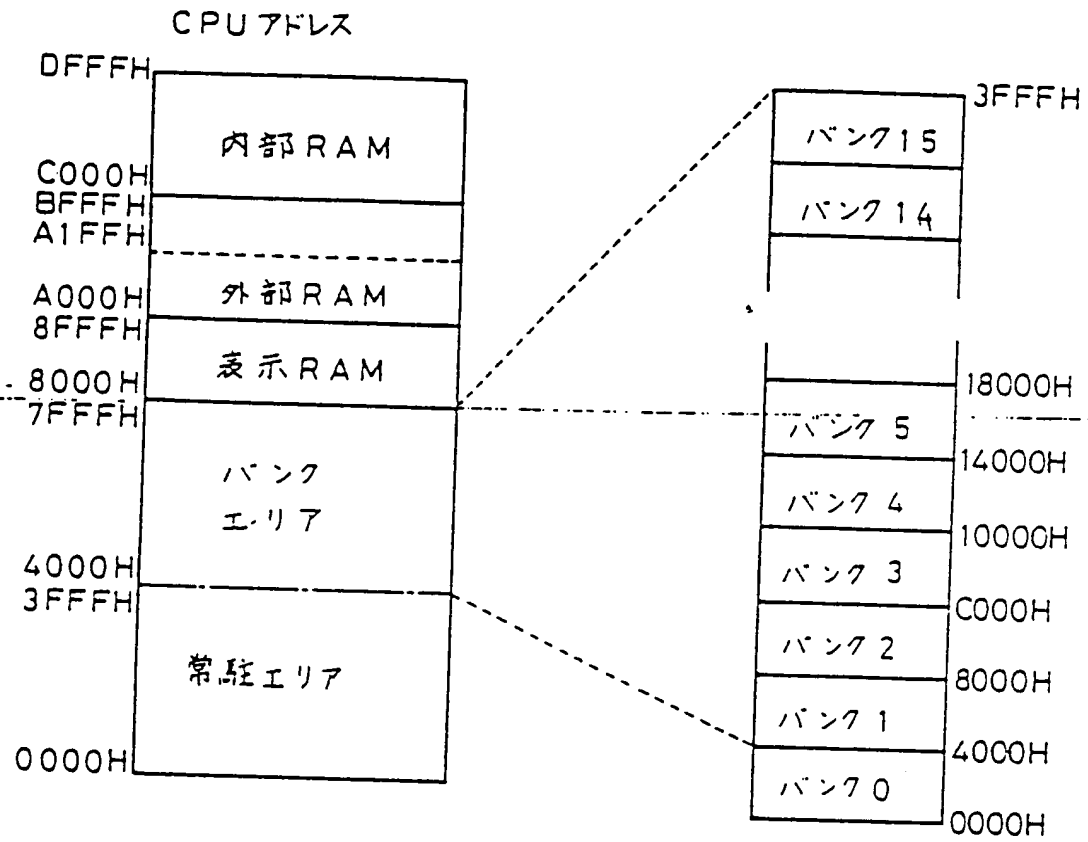 CPUアドレス
DFFFH
内部RAM
C000H
BFFFH
A1FFH
A000H
外部RAM
8FFFH
表示RAM
8000H
7FFFH
バンク
エリア
4000H
3FFFH
常駐エリア
0000H
3FFFH
バンク15
バンク14
18000H
バンク5
14000H
バンク4
10000H
バンク3
C000H
バンク2
8000H
バンク1
4000H
バンク0
0000H